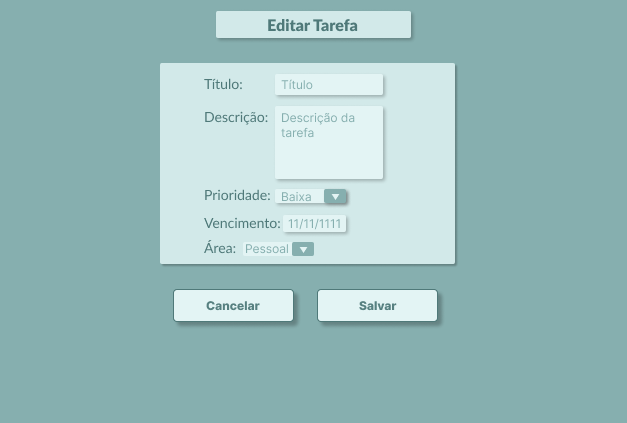 Editar Tarefa
Título: Título
Descrição: Descrição da
tarefa
Prioridade: Baixa
Vencimento: 11/11/1111
Área: Pessoal
Cancelar Salvar